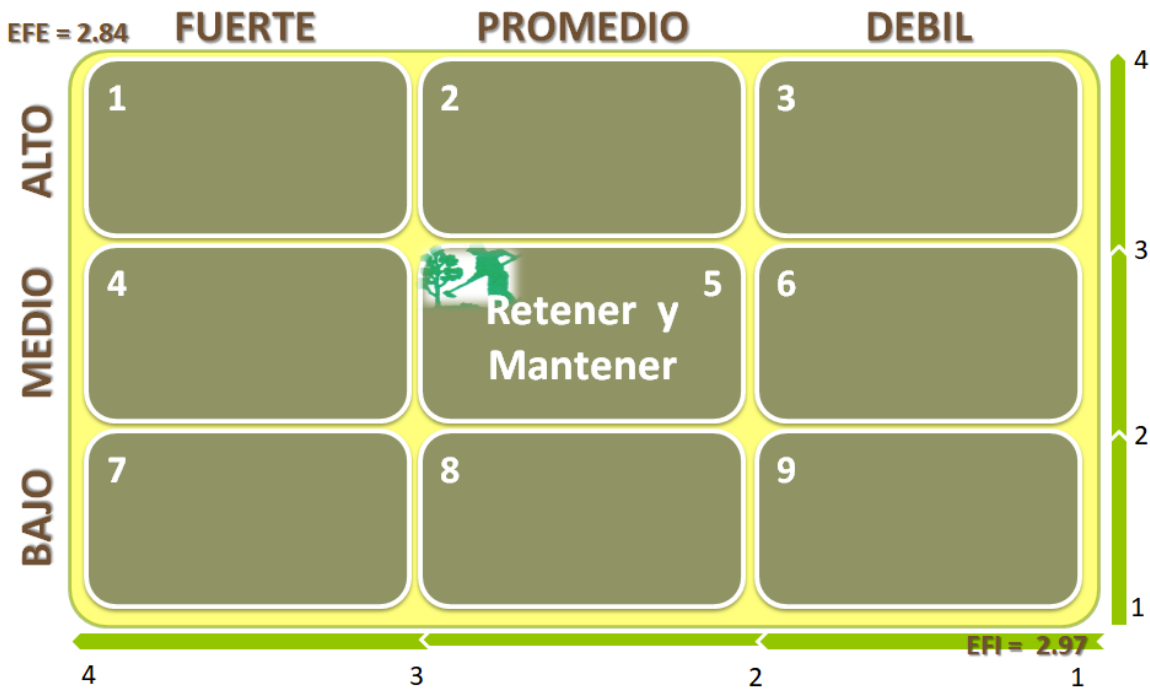 EFE = 2.84 FUERTE PROMEDIO DEBIL
4
ALTO
1 2 3
3
MEDIO
4 5 6
Retener y
Mantener
2
BAJO
7 8 9
1
EFI = 2.97
4 3 2 1